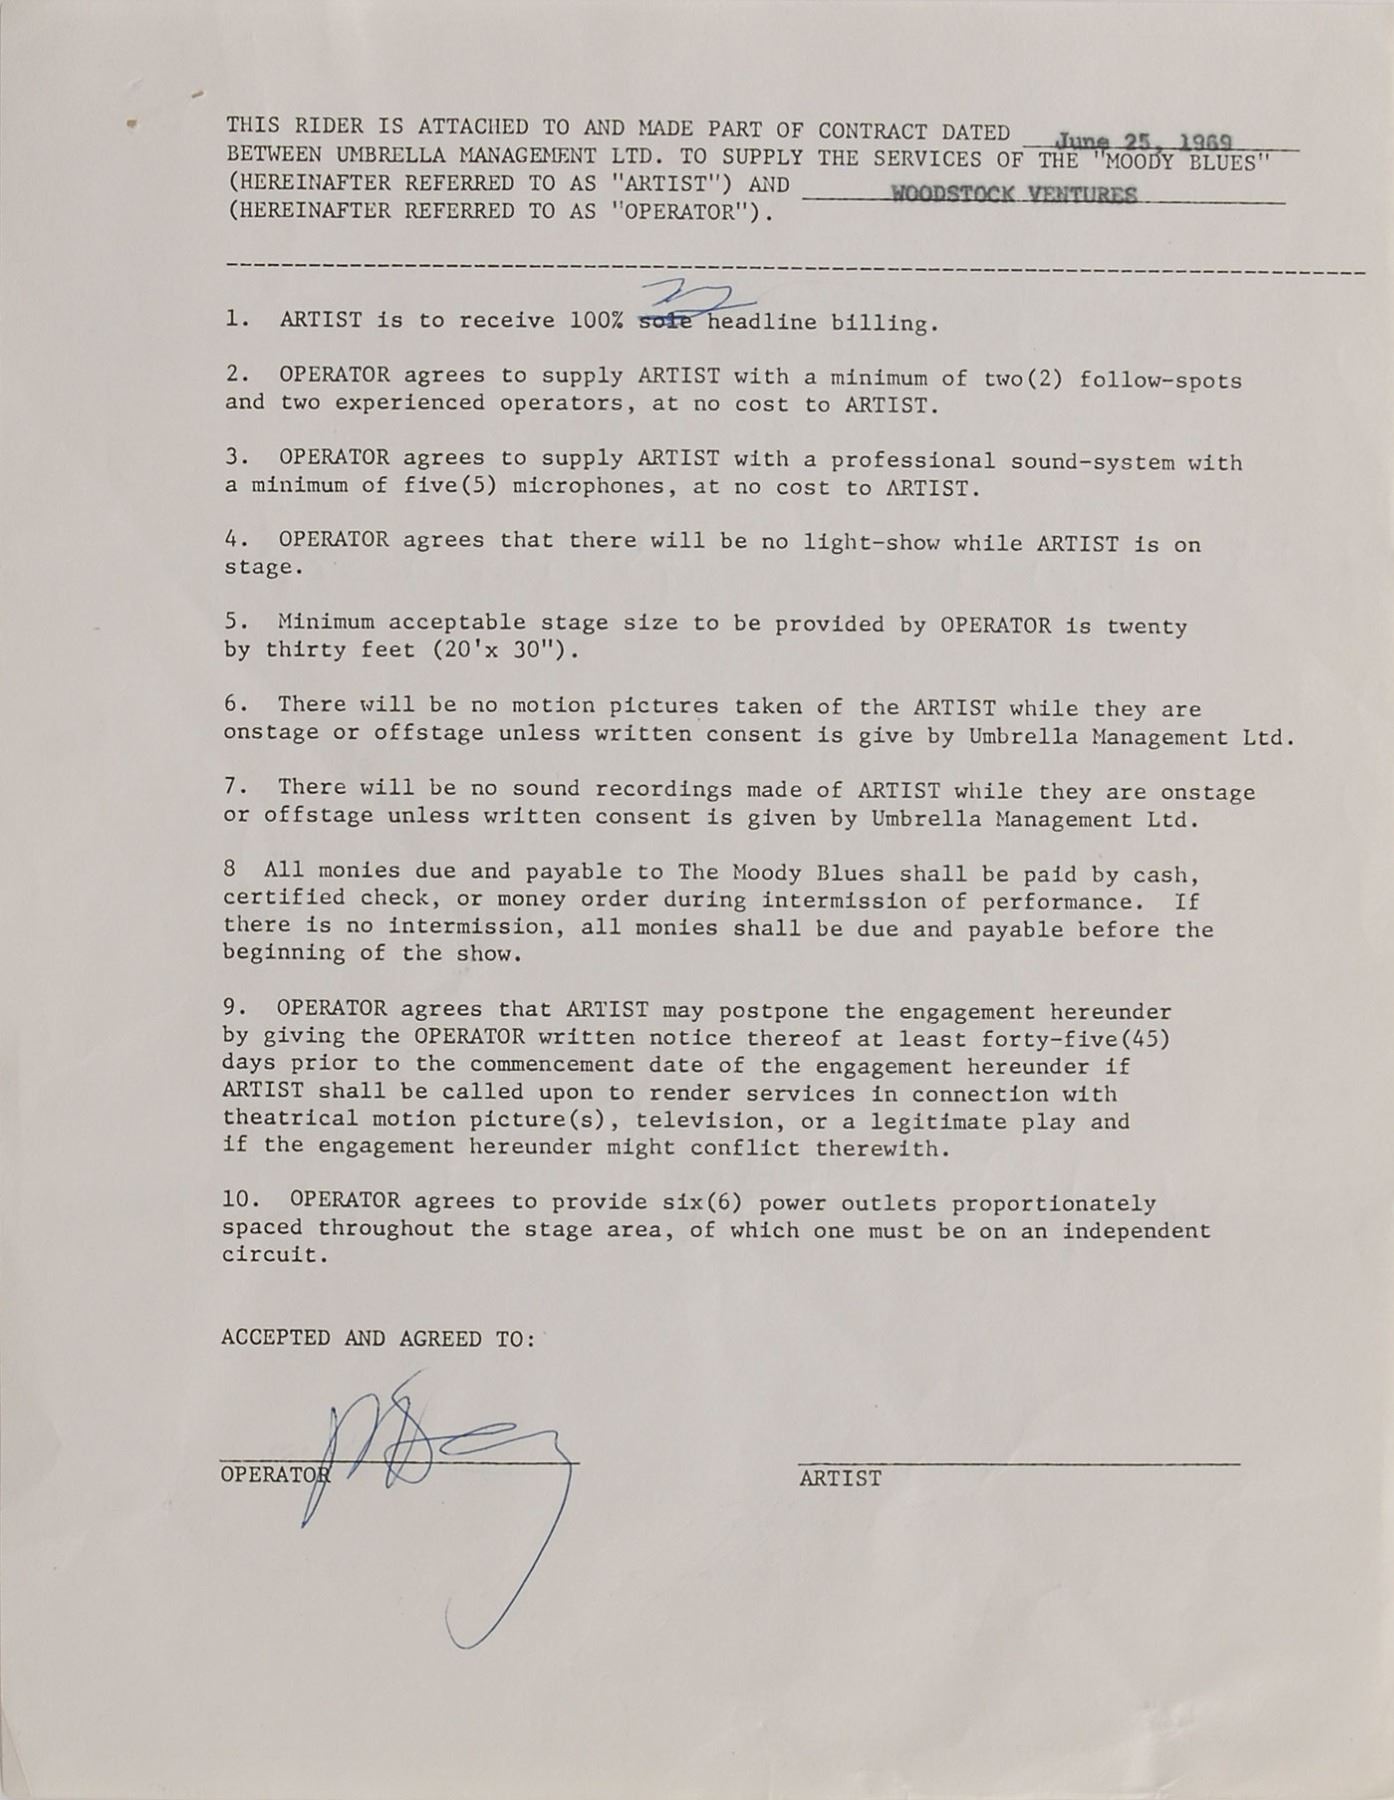 THIS RIDER IS ATTACHED TO AND MADE PART OF CONTRACT DATED June 25, 1969
BETWEEN UMBRELLA MANAGEMENT LTD. TO SUPPLY THE SERVICES OF THE "MOODY BLUES"
(HEREINAFTER REFERRED TO AS "ARTIST") AND WOODSTOCK VENTURES
(HEREINAFTER REFERRED TO AS "OPERATOR").
1. ARTIST is to receive 100% sole headline billing.
2. OPERATOR agrees to supply ARTIST with a minimum of two(2) follow-spots
and two experienced operators, at no cost to ARTIST.
3. OPERATOR agrees to supply ARTIST with a professional sound-system with
a minimum of five(5) microphones, at no cost to ARTIST.
4. OPERATOR agrees that there will be no light-show while ARTIST is on
stage.
5. Minimum acceptable stage size to be provided by OPERATOR is twenty
by thirty feet (20'x 30").
6. There will be no motion pictures taken of the ARTIST while they are
onstage or offstage unless written consent is give by Umbrella Management Ltd.
7. There will be no sound recordings made of ARTIST while they are onstage
or offstage unless written consent is given by Umbrella Management Ltd.
8 All monies due and payable to The Moody Blues shall be paid by cash,
certified check, or money order during intermission of performance. If
there is no intermission, all monies shall be due and payable before the
beginning of the show.
9. OPERATOR agrees that ARTIST may postpone the engagement hereunder
by giving the OPERATOR written notice thereof at least forty-five(45)
days prior to the commencement date of the engagement hereunder if
ARTIST shall be called upon to render services in connection with
theatrical motion picture(s), television, or a legitimate play and
if the engagement hereunder might conflict therewith.
10. OPERATOR agrees to provide six(6) power outlets proportionately
spaced throughout the stage area, of which one must be on an independent
circuit.
ACCEPTED AND AGREED TO:
OPERATOR ARTIST